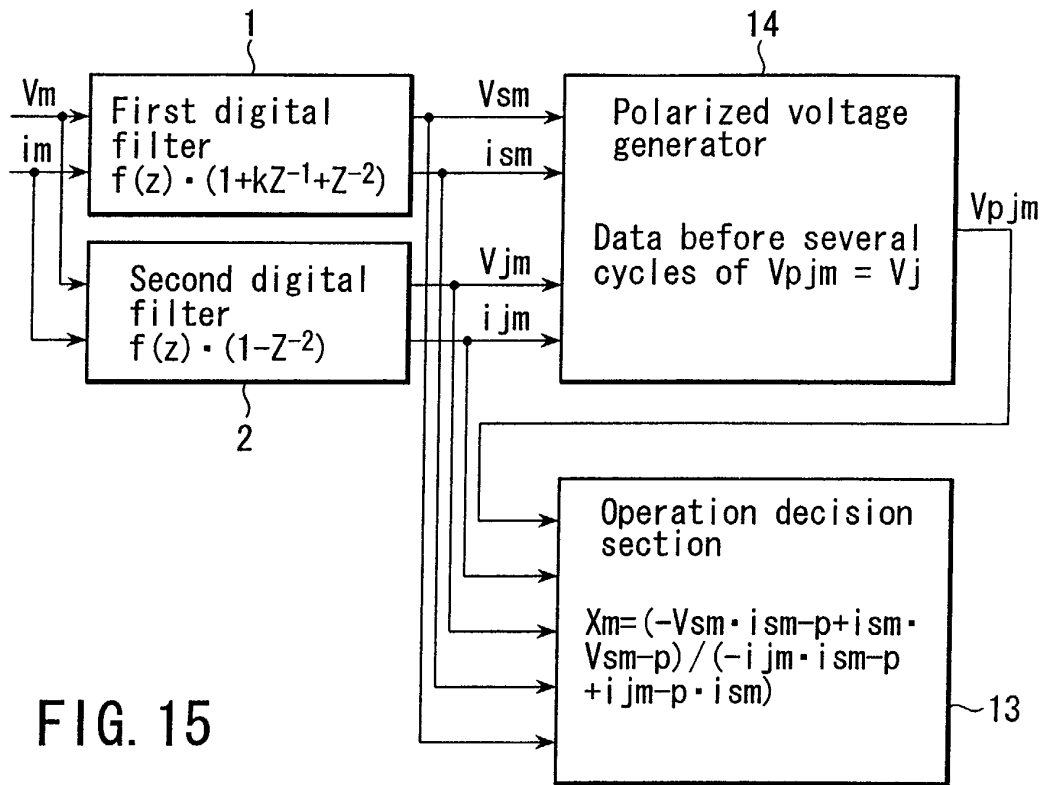 1
14
Vm
im
First digital
filter
f(z)・(1+kZ⁻¹+Z⁻²)
Vsm
ism
Polarized voltage
generator
Data before several
cycles of Vpjm = Vj
Vpjm
Second digital
filter
f(z)・(1-Z⁻²)
Vjm
ijm
2
Operation decision
section
Xm=(-Vsm・ism-p+ism・
Vsm-p)/(-ijm・ism-p
+ijm-p・ism)
13
FIG. 15